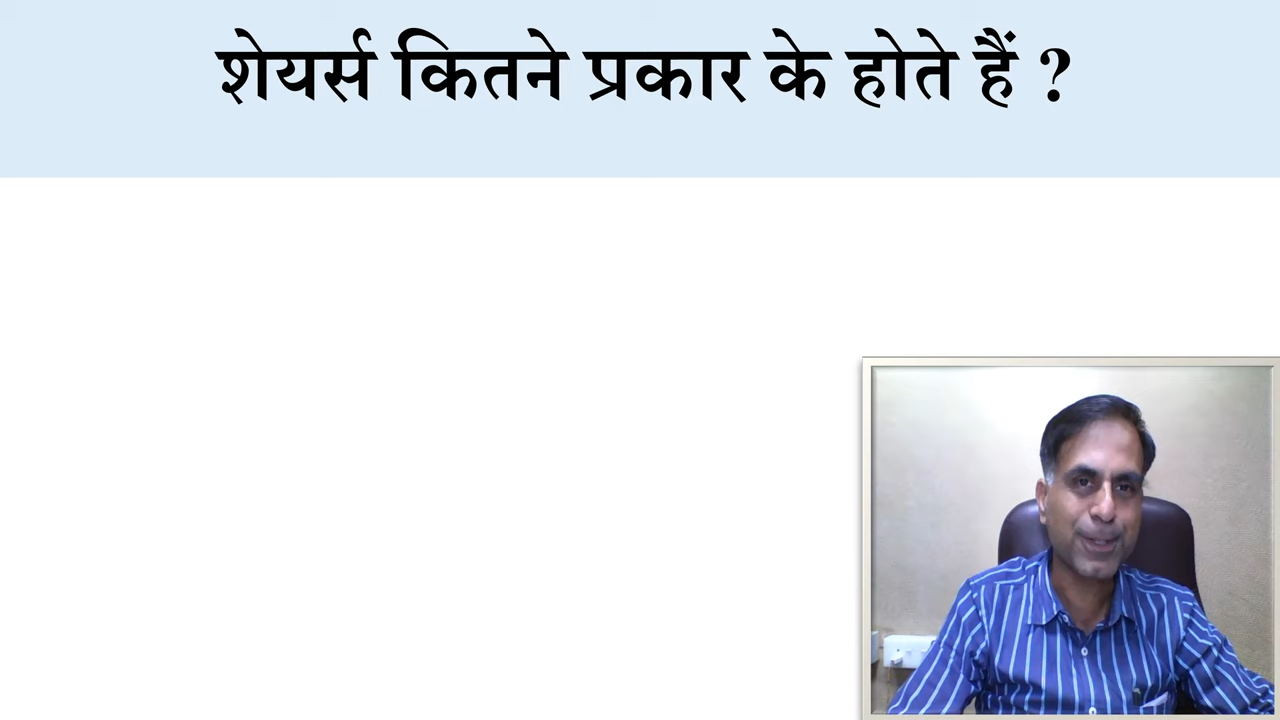 शेयर्स कितने प्रकार के होते हैं ?